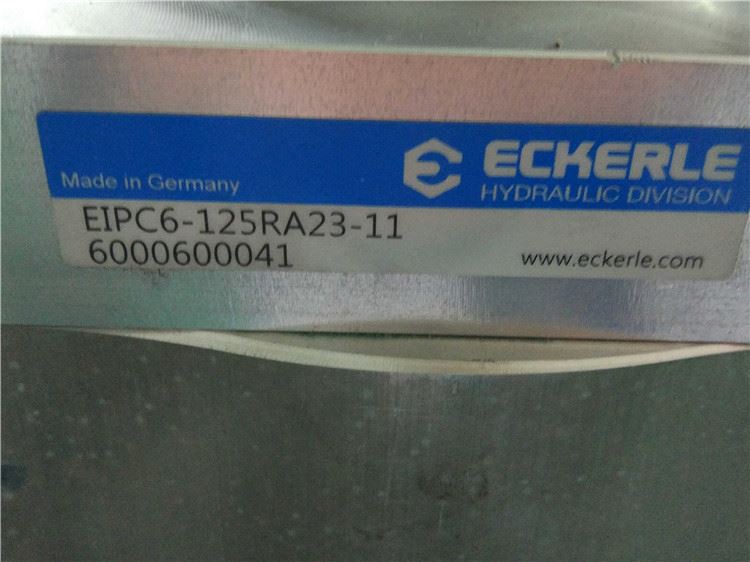 ECKERLE
HYDRAULIC DIVISION
Made in Germany
EIPC6-125RA23-11
6000600041
www.eckerle.com